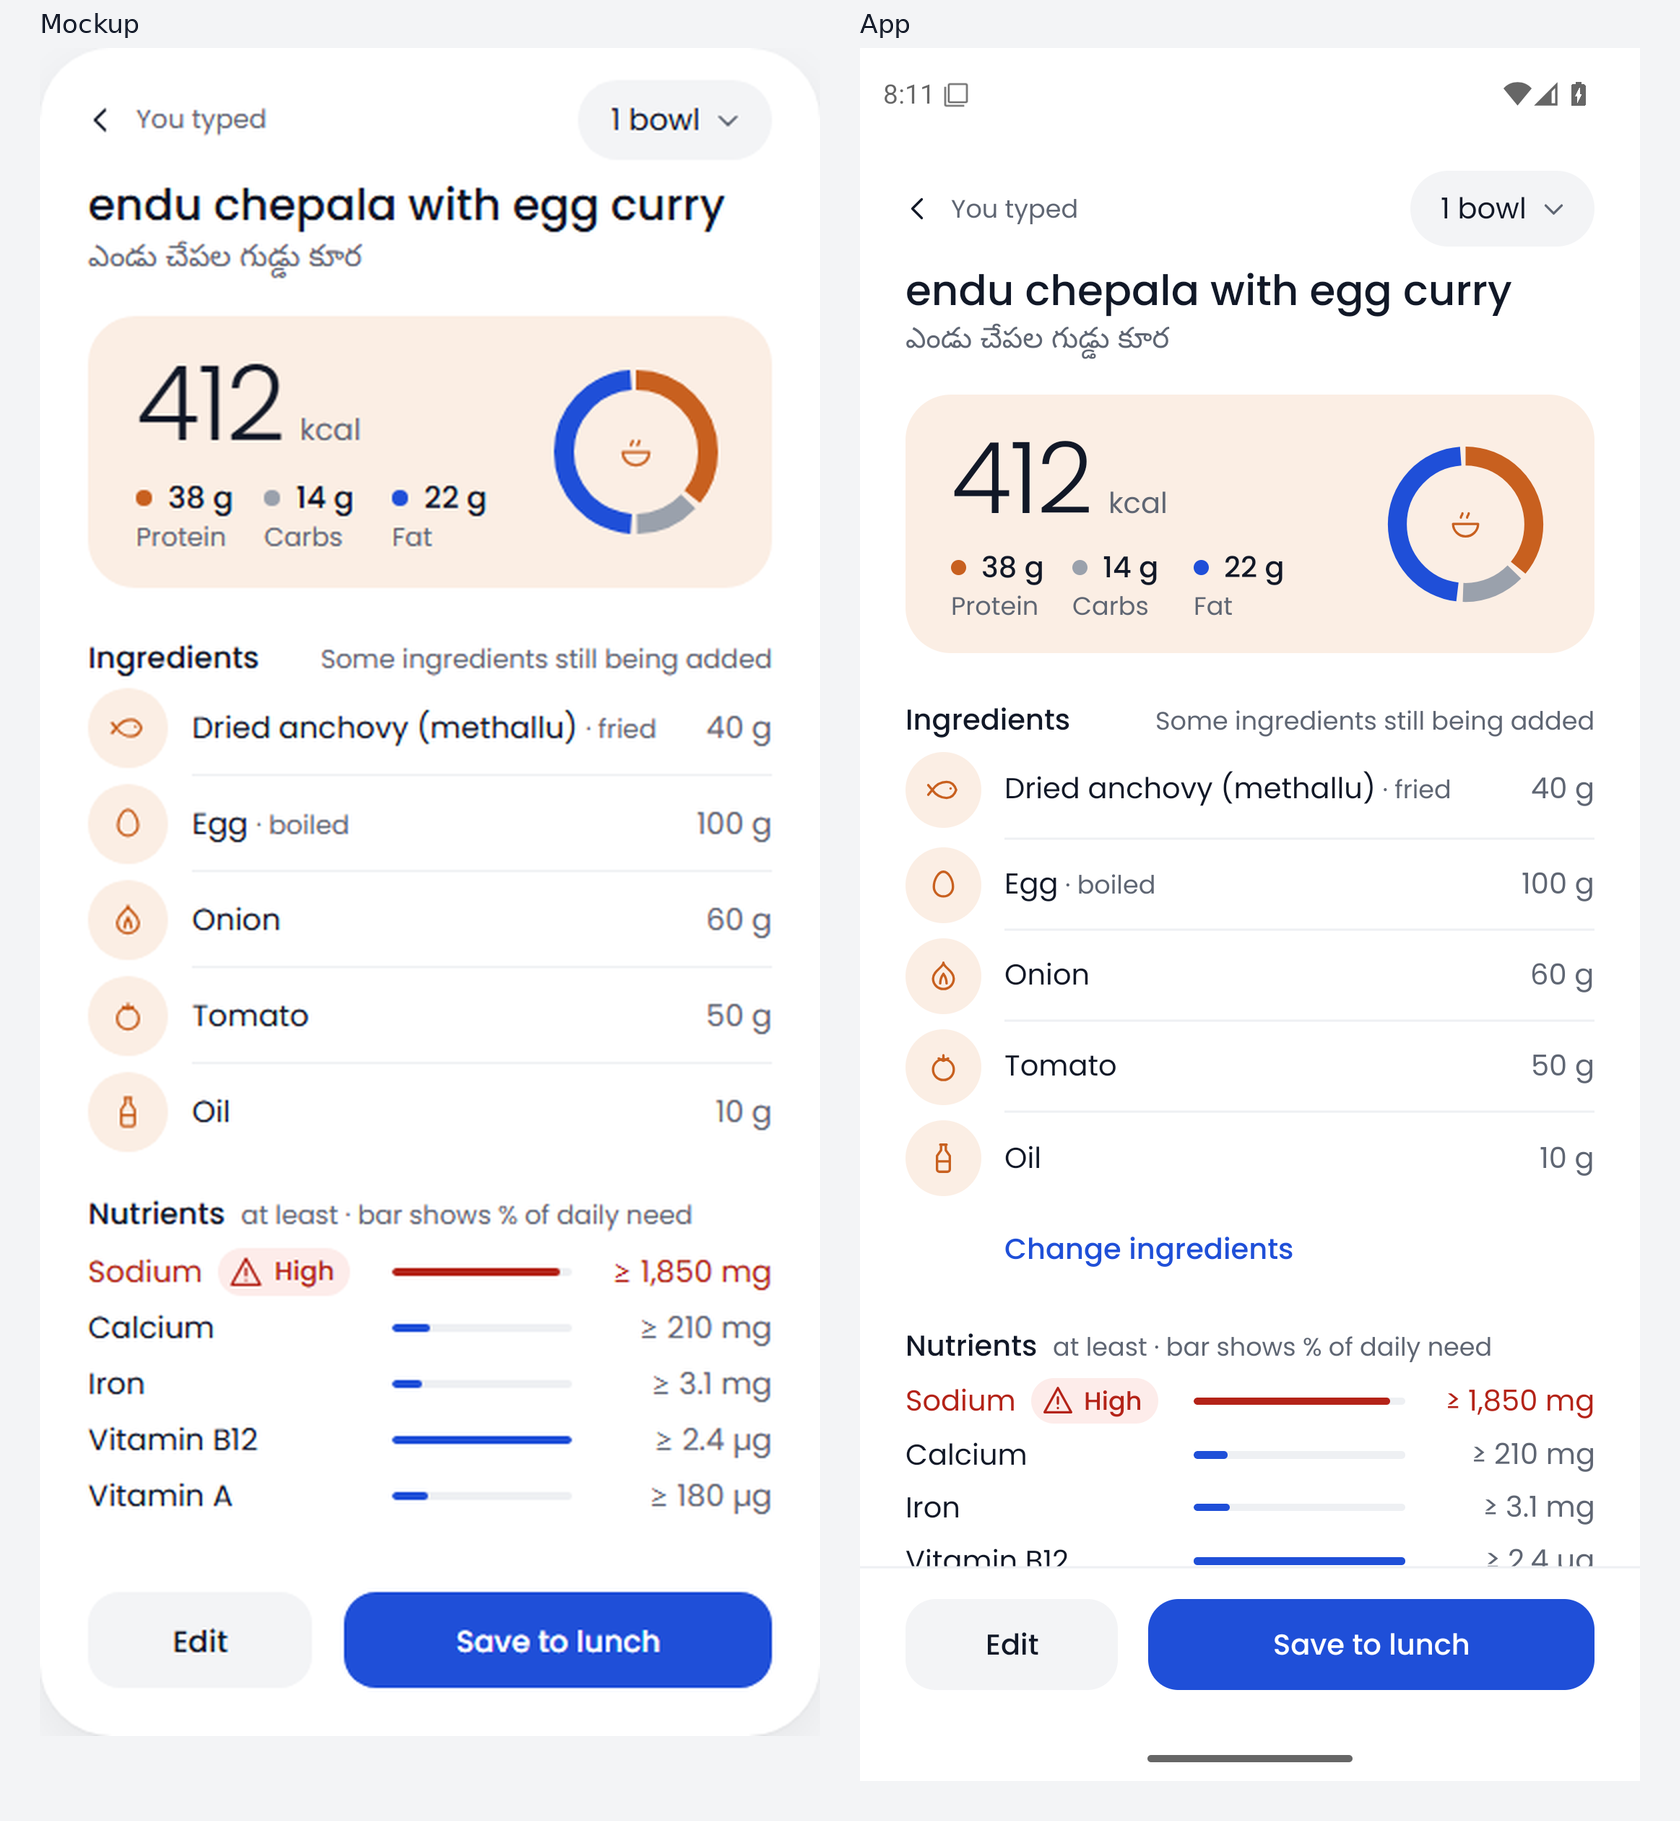 Mockup
You typed
1 bowl
endu chepala with egg curry
ఎండు చేపల గుడ్డు కూర
412 kcal
38 g 14 g 22 g
Protein Carbs Fat
Ingredients Some ingredients still being added
Dried anchovy (methallu) · fried 40 g
Egg · boiled 100 g
Onion 60 g
Tomato 50 g
Oil 10 g
Nutrients at least · bar shows % of daily need
Sodium High ≥ 1,850 mg
Calcium ≥ 210 mg
Iron ≥ 3.1 mg
Vitamin B12 ≥ 2.4 µg
Vitamin A ≥ 180 µg
Edit Save to lunch
App
8:11
You typed
1 bowl
endu chepala with egg curry
ఎండు చేపల గుడ్డు కూర
412 kcal
38 g 14 g 22 g
Protein Carbs Fat
Ingredients Some ingredients still being added
Dried anchovy (methallu) · fried 40 g
Egg · boiled 100 g
Onion 60 g
Tomato 50 g
Oil 10 g
Change ingredients
Nutrients at least · bar shows % of daily need
Sodium High ≥ 1,850 mg
Calcium ≥ 210 mg
Iron ≥ 3.1 mg
Vitamin B12 ≥ 2.4 µg
Edit Save to lunch